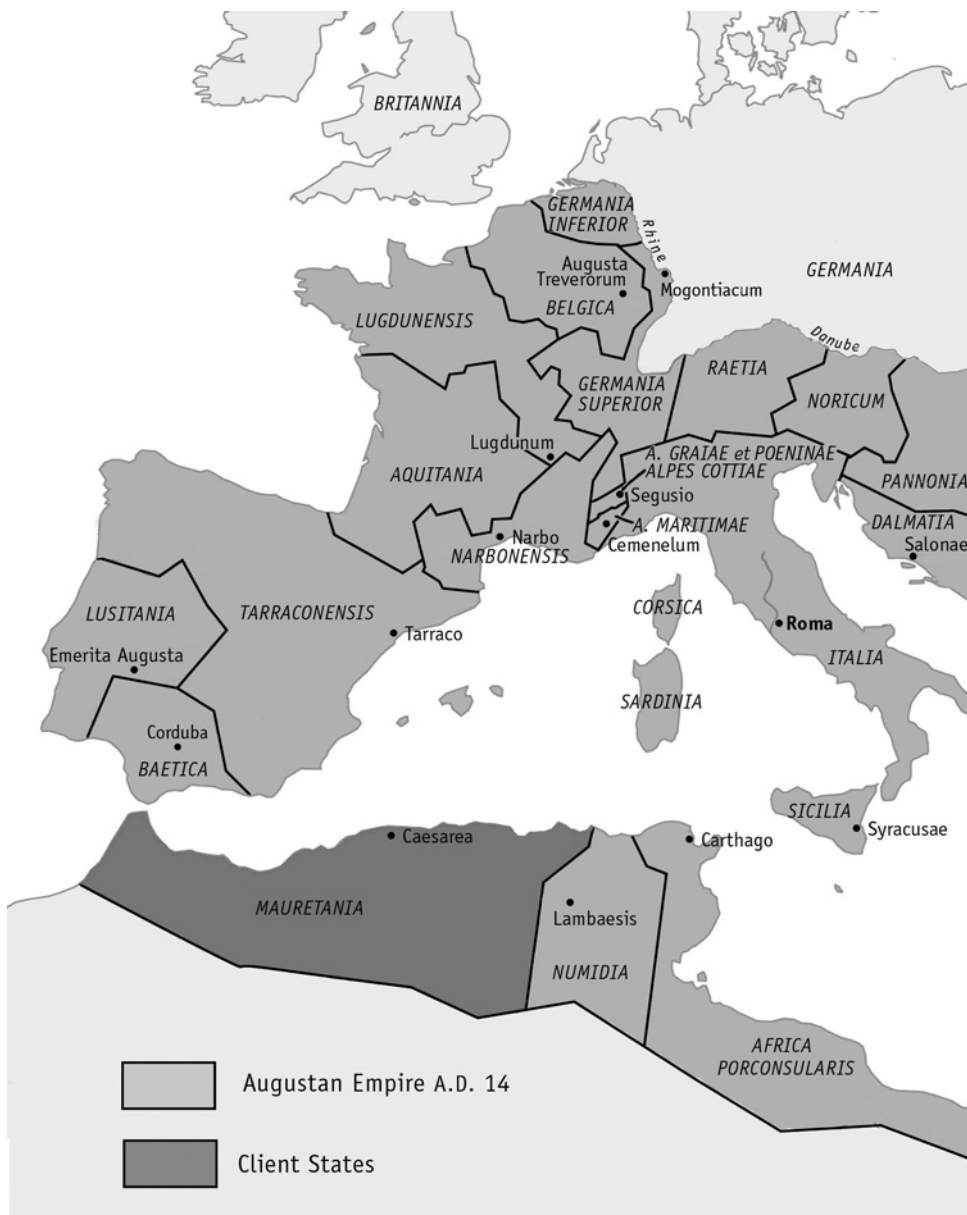 BRITANNIA
GERMANIA
INFERIOR
Rhine
Augusta
Treverorum
Mogontiacum
GERMANIA
BELGICA
LUGDUNENSIS
Danube
RAETIA
GERMANIA
SUPERIOR
NORICUM
Lugdunum
A. GRAIAE et POENINAE
ALPES COTTIAE
AQUITANIA
PANNONIA
Segusio
A. MARITIMAE
DALMATIA
Narbo
Cemenelum
NARBONENSIS
Salonae
LUSITANIA
TARRACONENSIS
CORSICA
Roma
Tarraco
Emerita Augusta
ITALIA
SARDINIA
Corduba
BAETICA
SICILIA
Syracusae
Caesarea
Carthago
MAURETANIA
Lambaesis
NUMIDIA
AFRICA
PORCONSULARIS
Augustan Empire A.D. 14
Client States